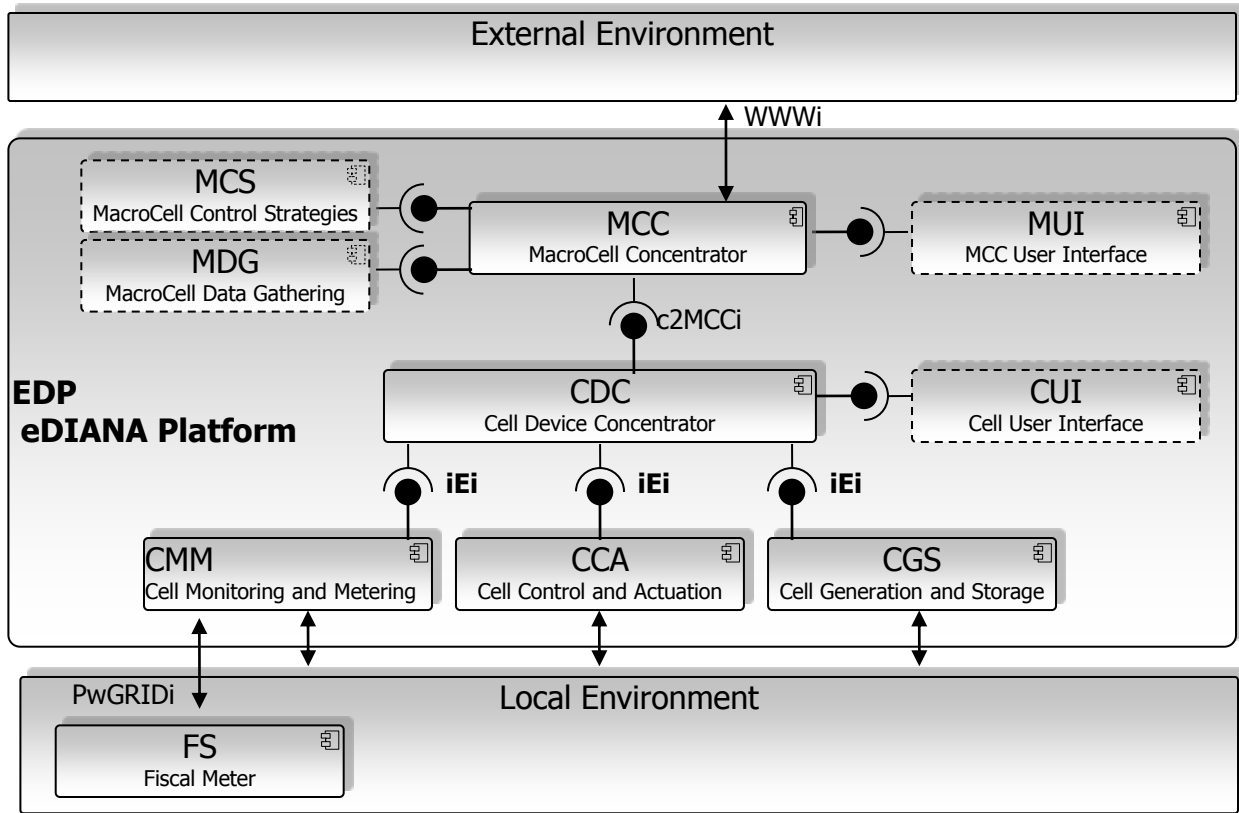 External Environment
WWWi
MCS
MacroCell Control Strategies
MCC
MacroCell Concentrator
MUI
MCC User Interface
MDG
MacroCell Data Gathering
c2MCCi
EDP
eDIANA Platform
CDC
Cell Device Concentrator
CUI
Cell User Interface
iEi
iEi
iEi
CMM
Cell Monitoring and Metering
CCA
Cell Control and Actuation
CGS
Cell Generation and Storage
PwGRIDi
Local Environment
FS
Fiscal Meter